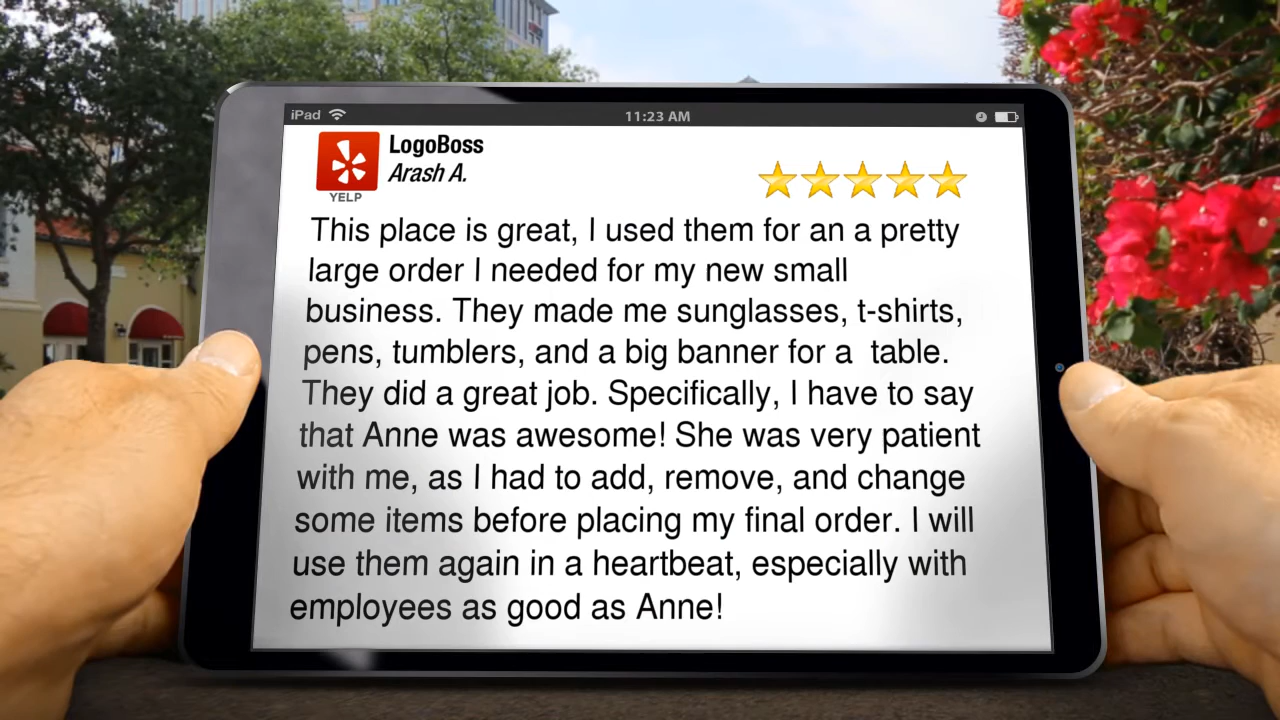 iPad 11:23 AM
LogoBoss
Arash A.
YELP
This place is great, I used them for an a pretty
large order I needed for my new small
business. They made me sunglasses, t-shirts,
pens, tumblers, and a big banner for a  table.
They did a great job. Specifically, I have to say
that Anne was awesome! She was very patient
with me, as I had to add, remove, and change
some items before placing my final order. I will
use them again in a heartbeat, especially with
employees as good as Anne!